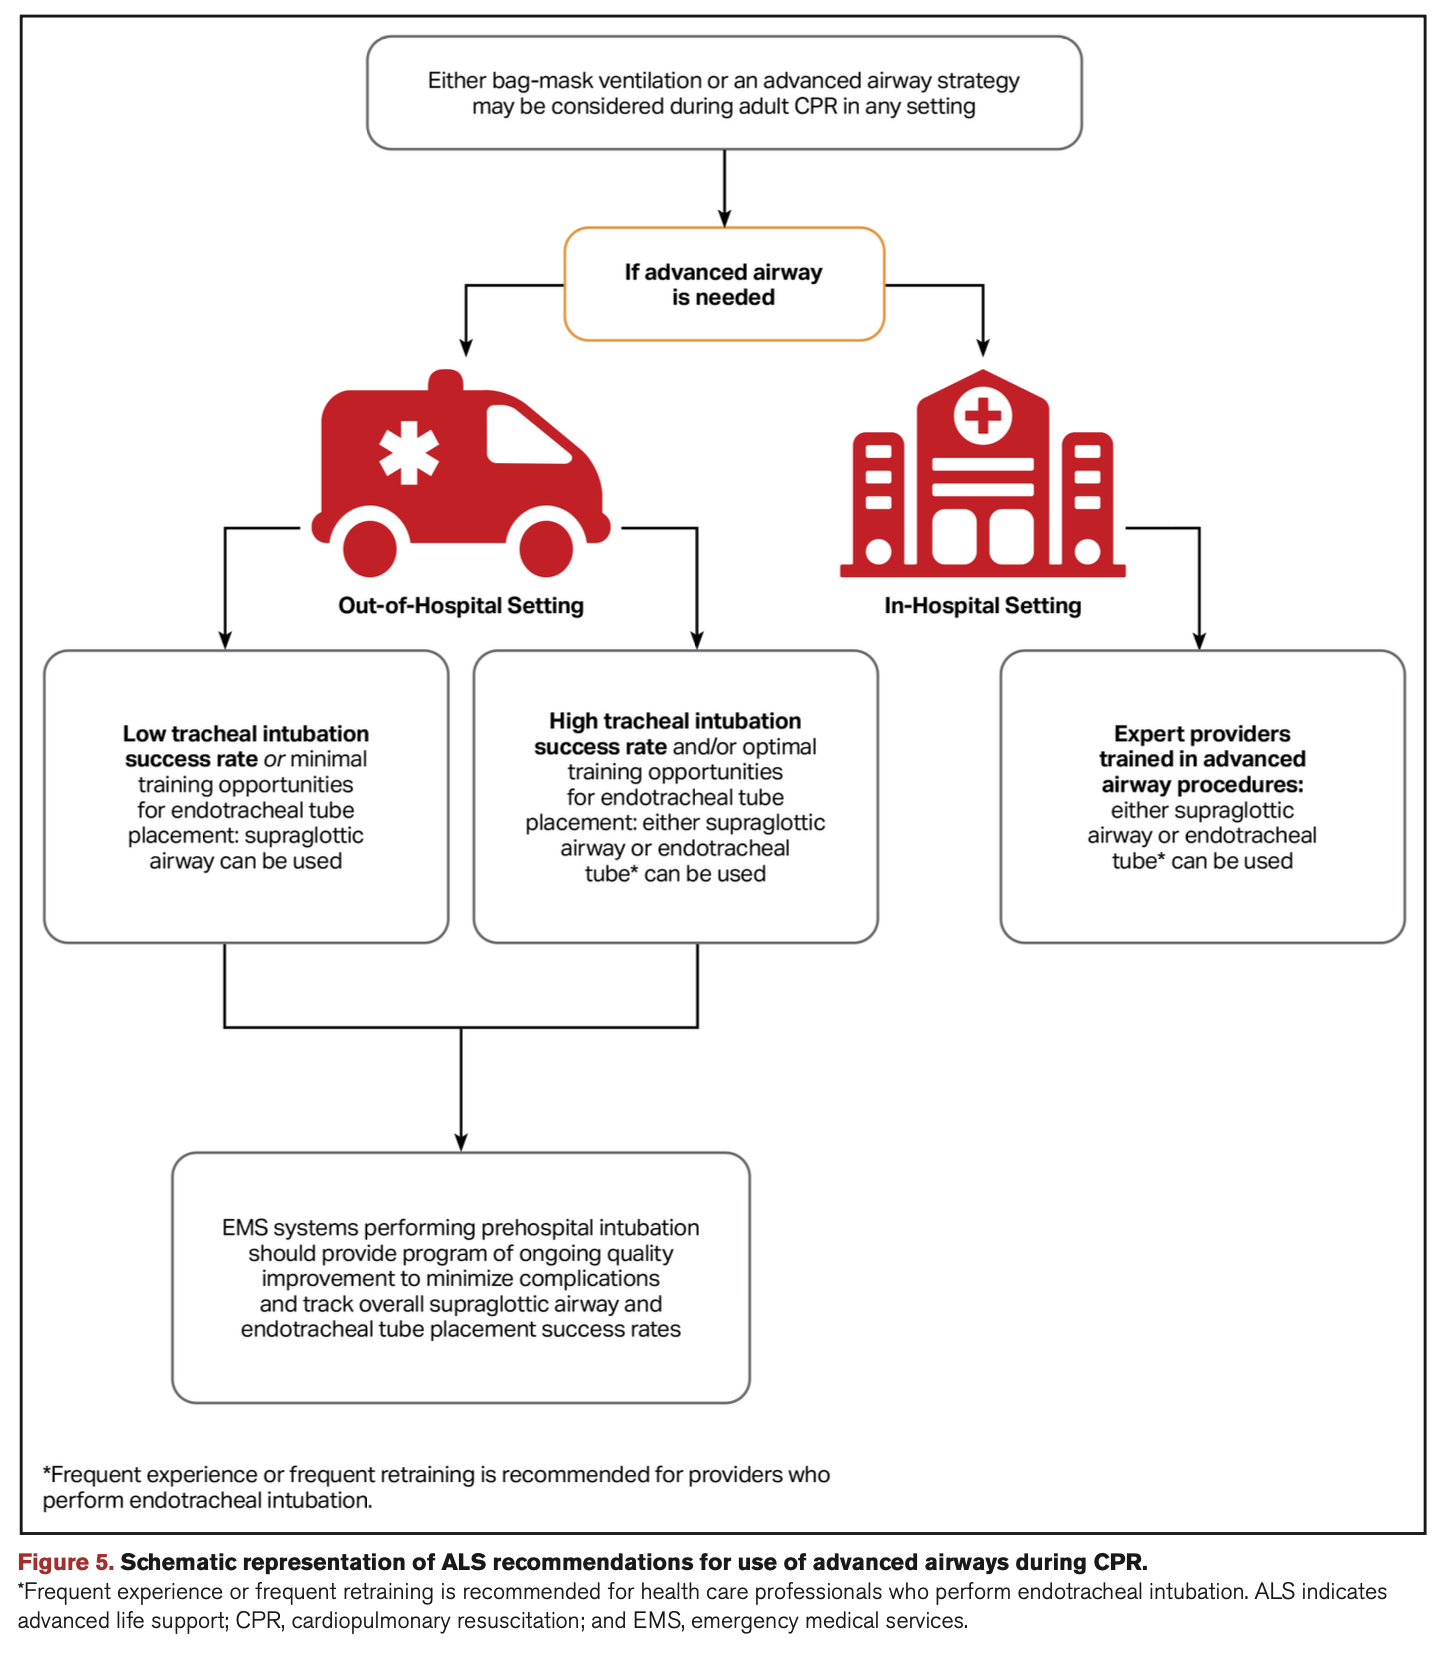 Either bag-mask ventilation or an advanced airway strategy
may be considered during adult CPR in any setting
If advanced airway
is needed
Out-of-Hospital Setting
In-Hospital Setting
Low tracheal intubation
success rate or minimal
training opportunities
for endotracheal tube
placement: supraglottic
airway can be used
High tracheal intubation
success rate and/or optimal
training opportunities
for endotracheal tube
placement: either supraglottic
airway or endotracheal
tube* can be used
Expert providers
trained in advanced
airway procedures:
either supraglottic
airway or endotracheal
tube* can be used
EMS systems performing prehospital intubation
should provide program of ongoing quality
improvement to minimize complications
and track overall supraglottic airway and
endotracheal tube placement success rates
*Frequent experience or frequent retraining is recommended for providers who
perform endotracheal intubation.
Figure 5. Schematic representation of ALS recommendations for use of advanced airways during CPR.
*Frequent experience or frequent retraining is recommended for health care professionals who perform endotracheal intubation. ALS indicates
advanced life support; CPR, cardiopulmonary resuscitation; and EMS, emergency medical services.